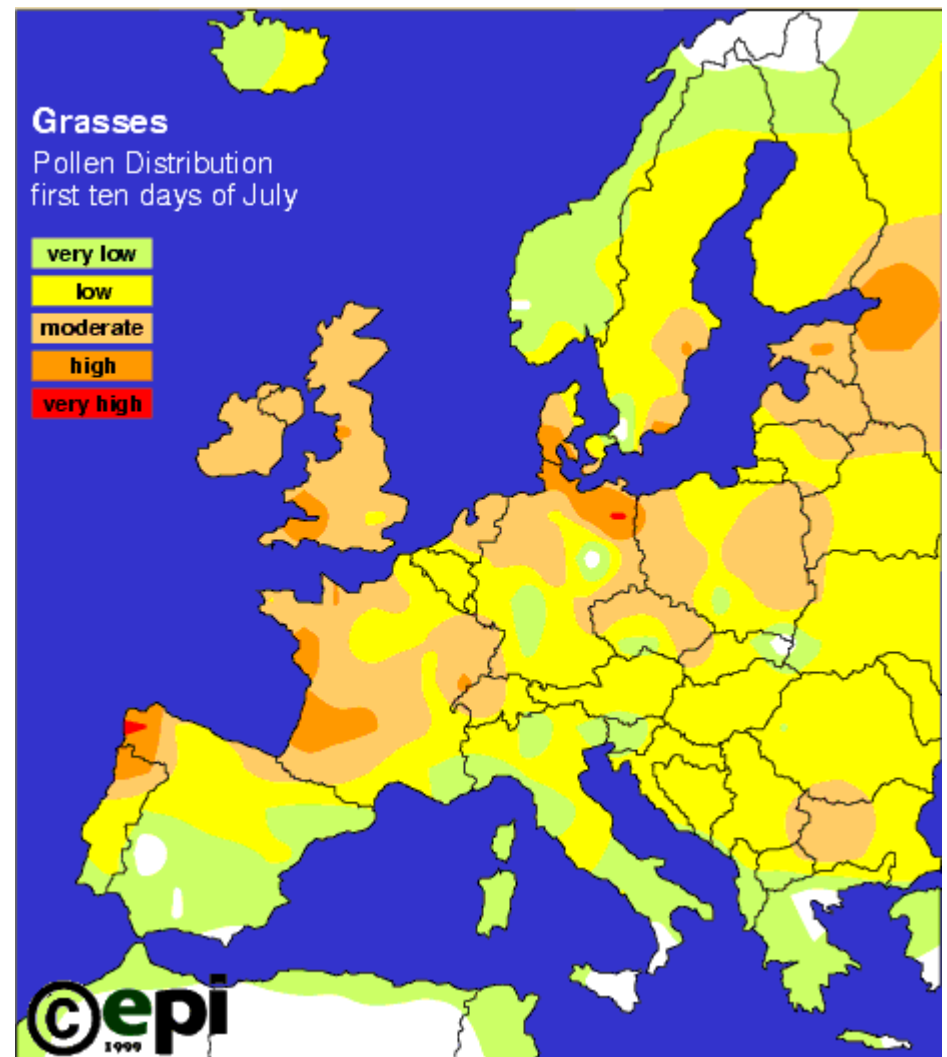 Grasses
Pollen Distribution
first ten days of July
very low
low
moderate
high
very high
©epi
1999